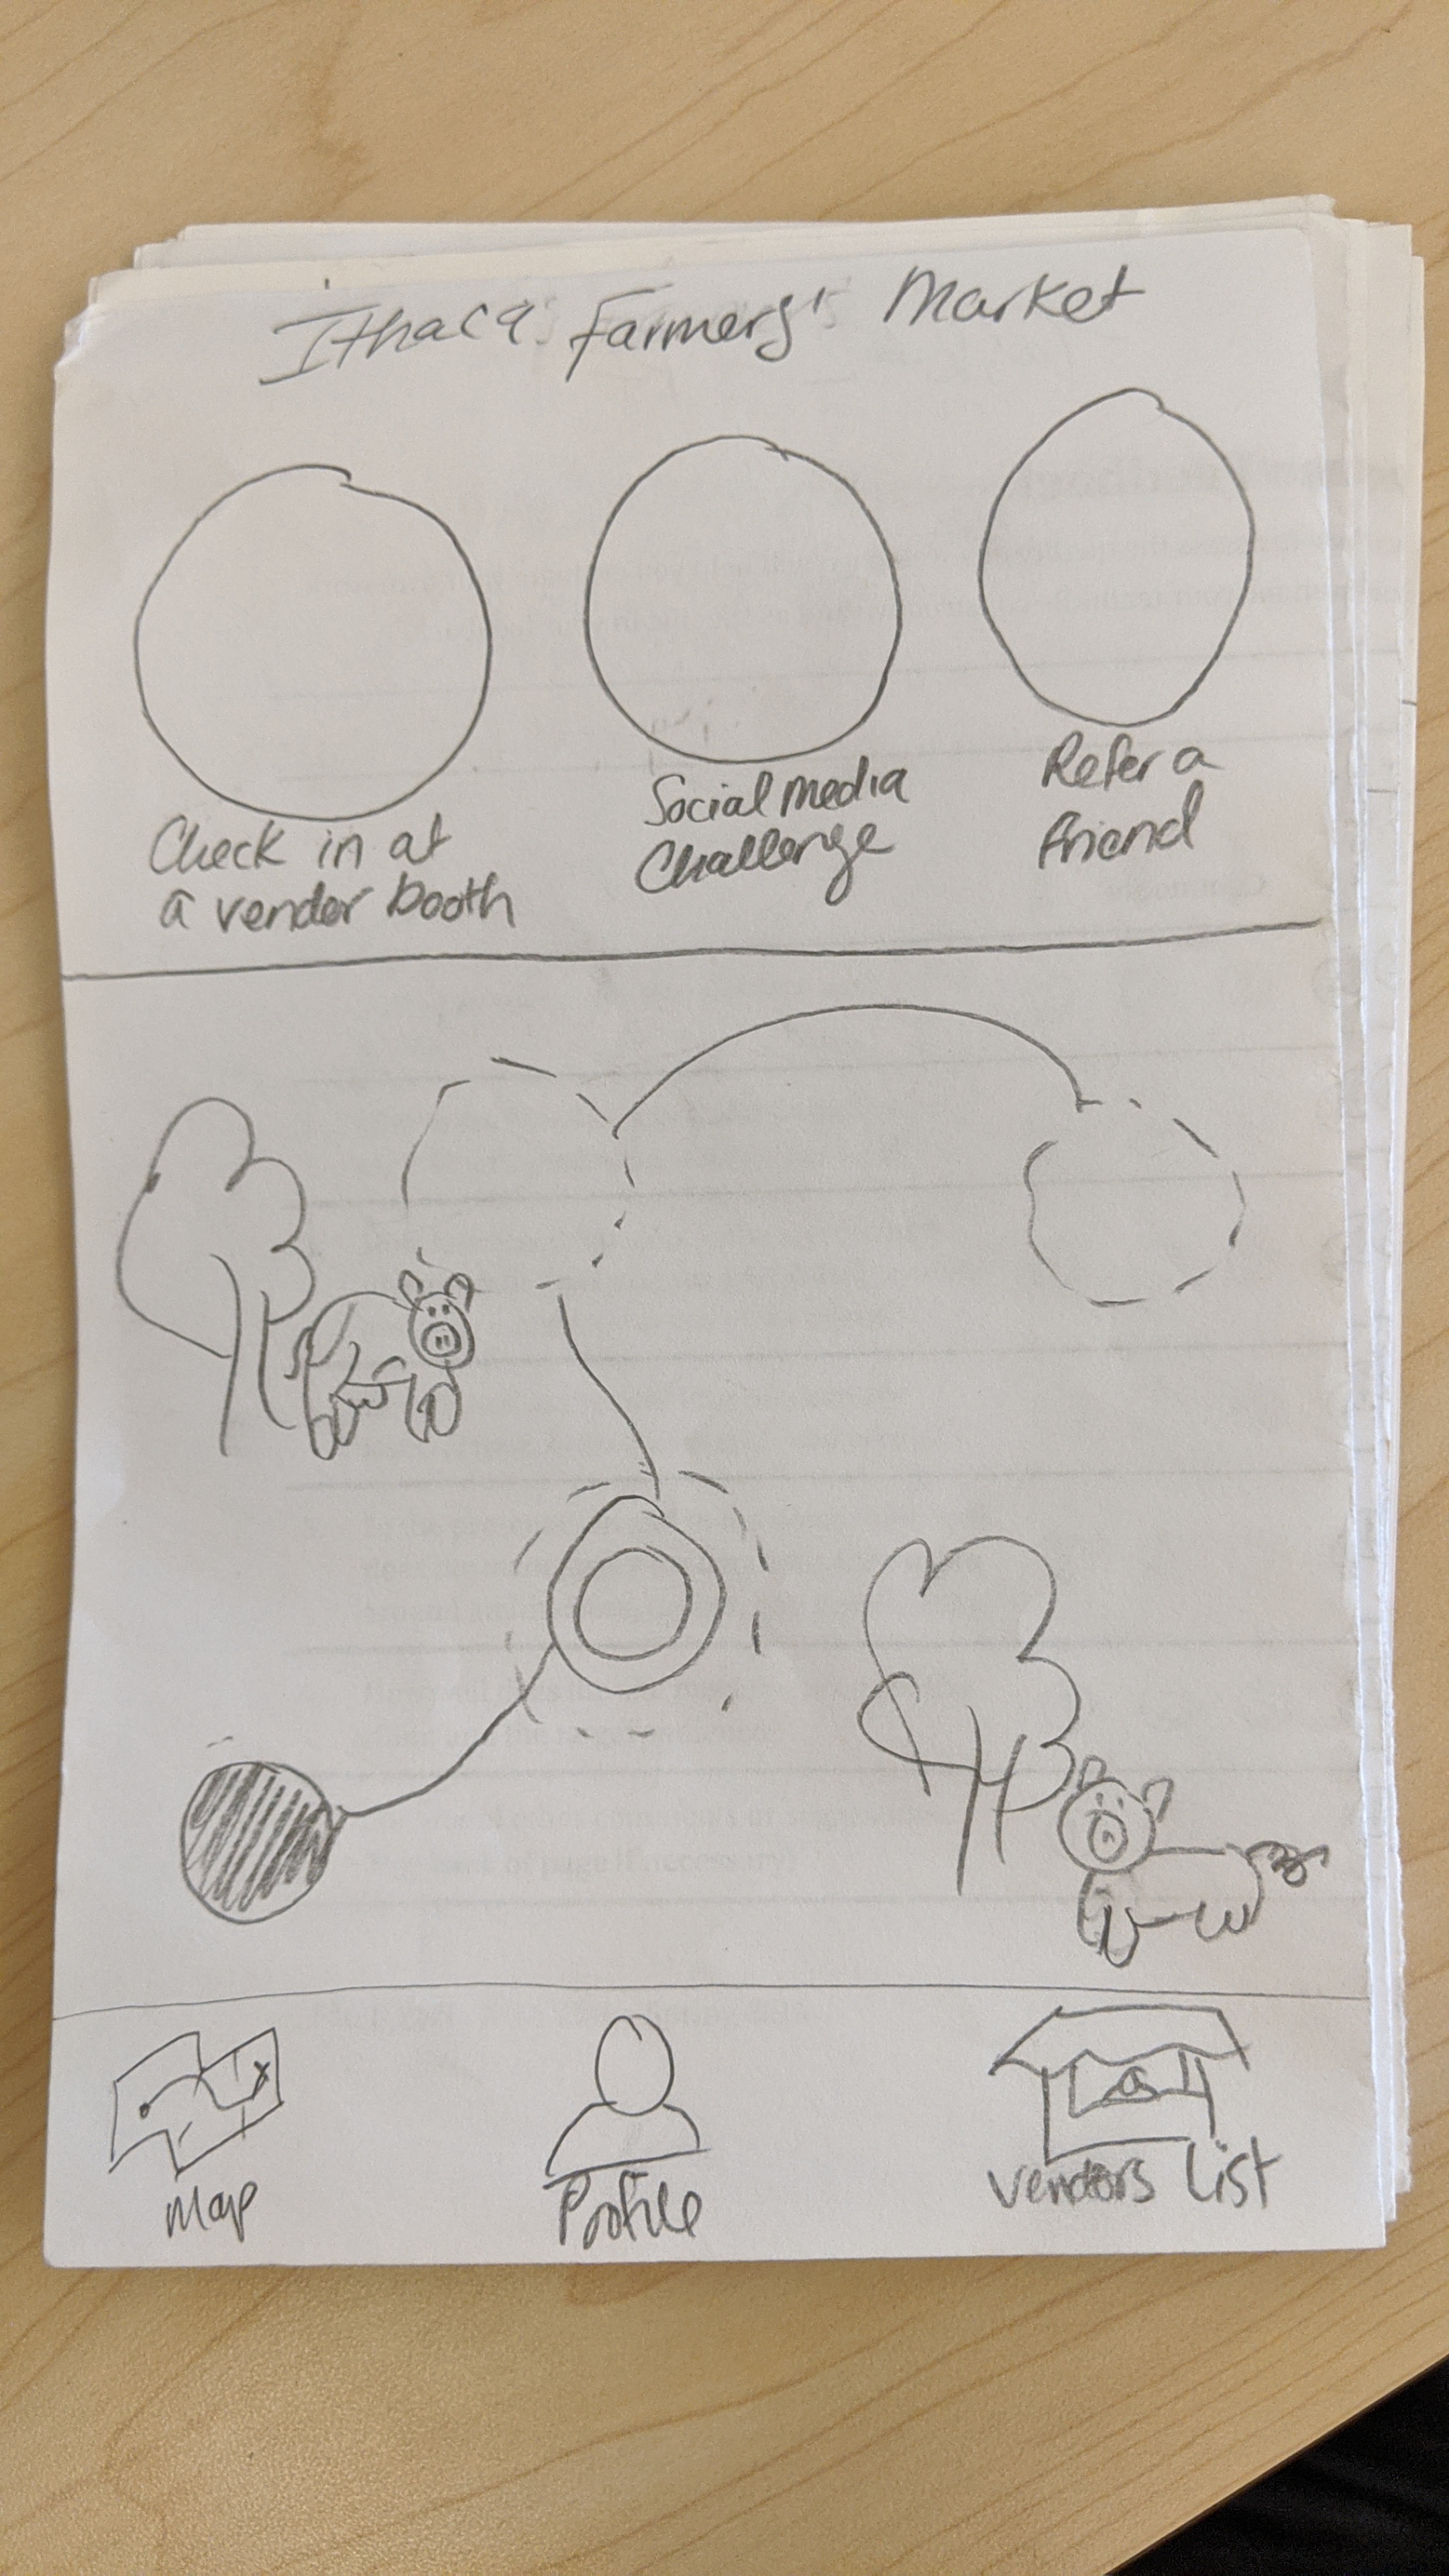 Ithaca Farmers' Market
Check in at
a vender booth
Social media
Challenge
Refer a
friend
Map
Profile
Vendors List